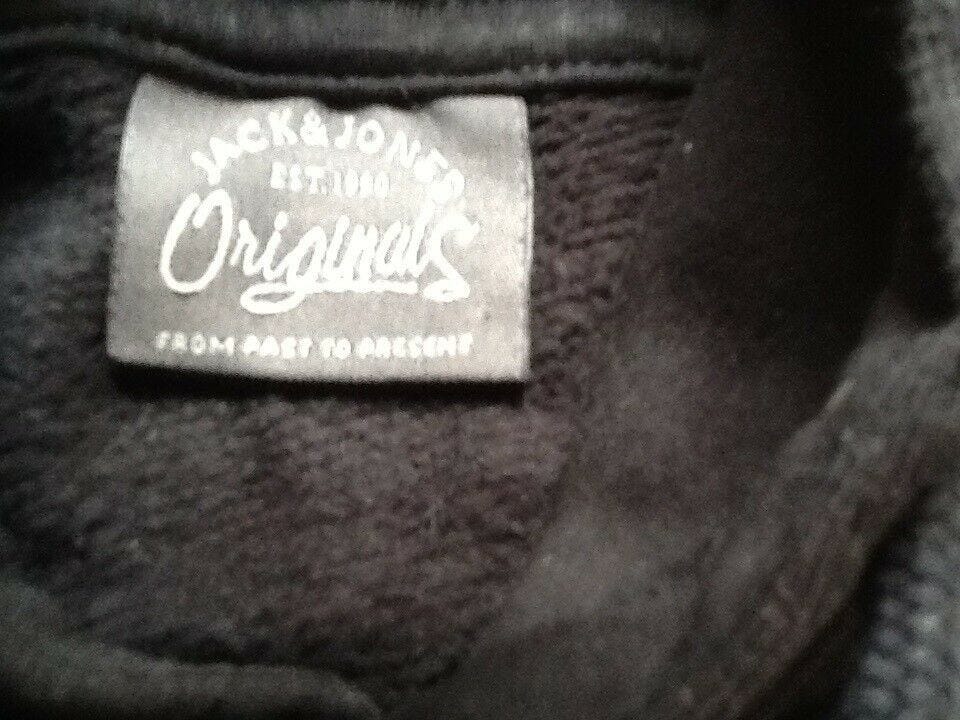 JACK & JONES
EST. 1990
Originals
FROM PAST TO PRESENT